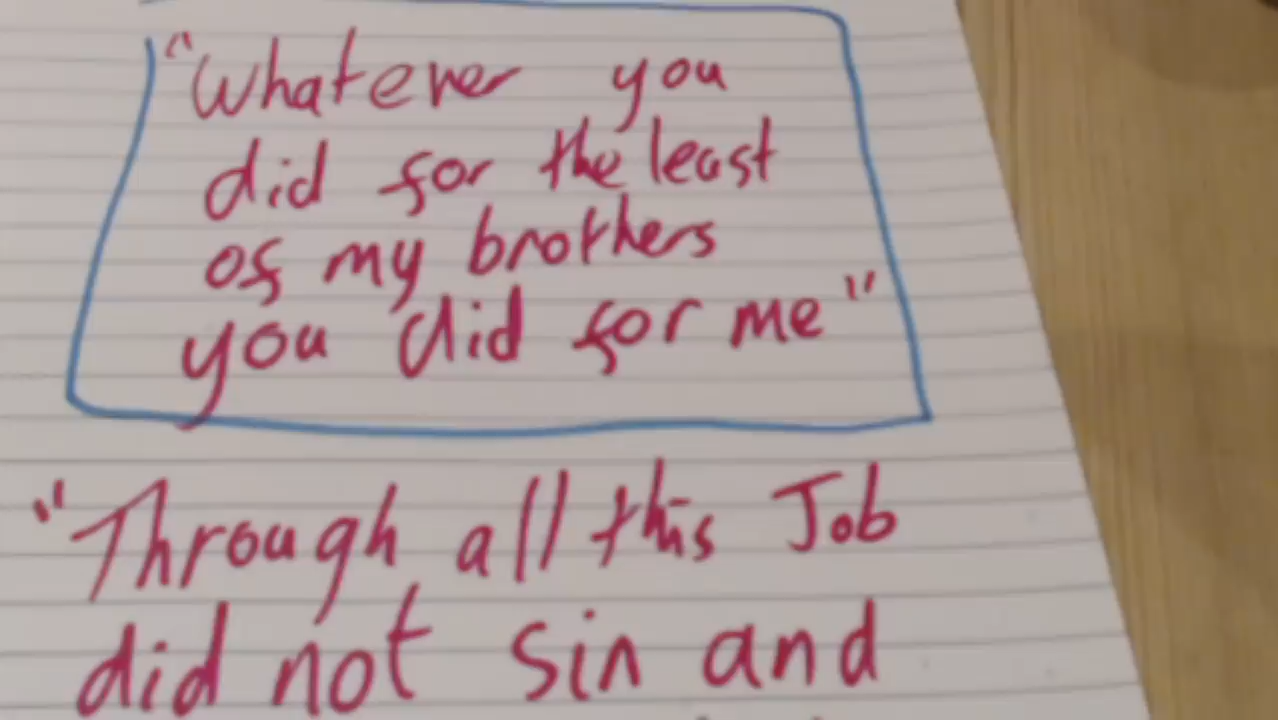 "Whatever you
did for the least
of my brothers
you did for me"
"Through all this Job
did not sin and